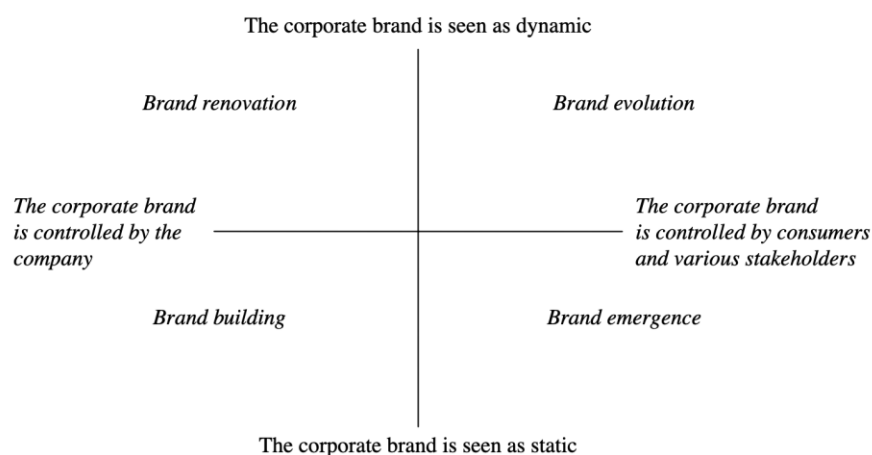 The corporate brand is seen as dynamic
Brand renovation
Brand evolution
The corporate brand
is controlled by the
company
The corporate brand
is controlled by consumers
and various stakeholders
Brand building
Brand emergence
The corporate brand is seen as static